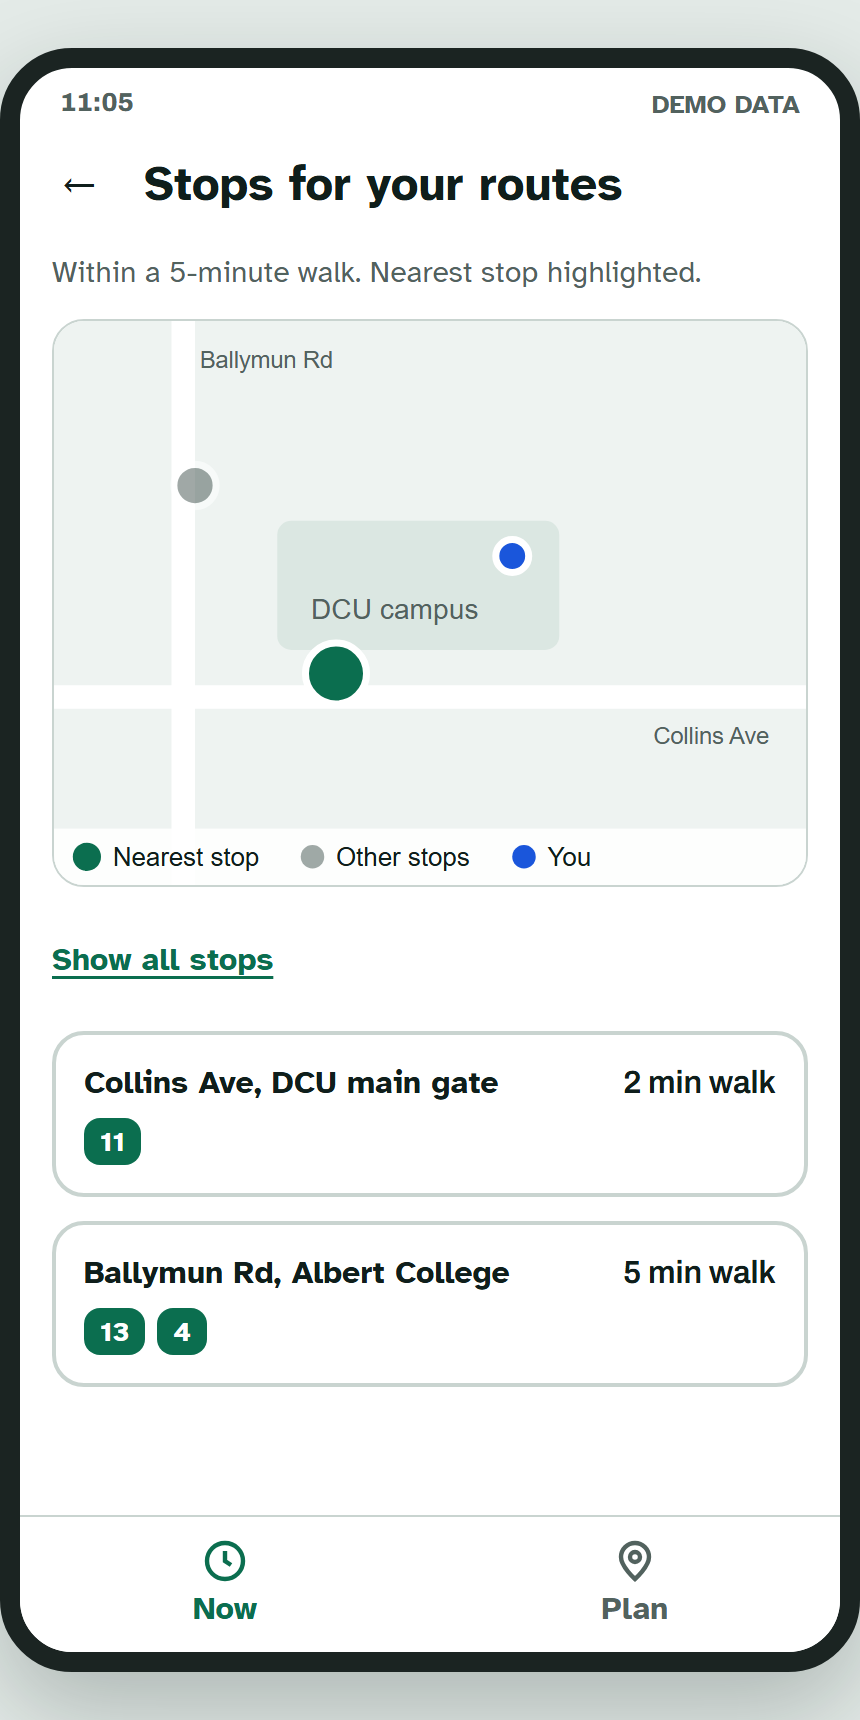 11:05
DEMO DATA
← Stops for your routes
Within a 5-minute walk. Nearest stop highlighted.
Ballymun Rd
DCU campus
Collins Ave
Nearest stop
Other stops
You
Show all stops
Collins Ave, DCU main gate
2 min walk
11
Ballymun Rd, Albert College
5 min walk
13 4
Now
Plan